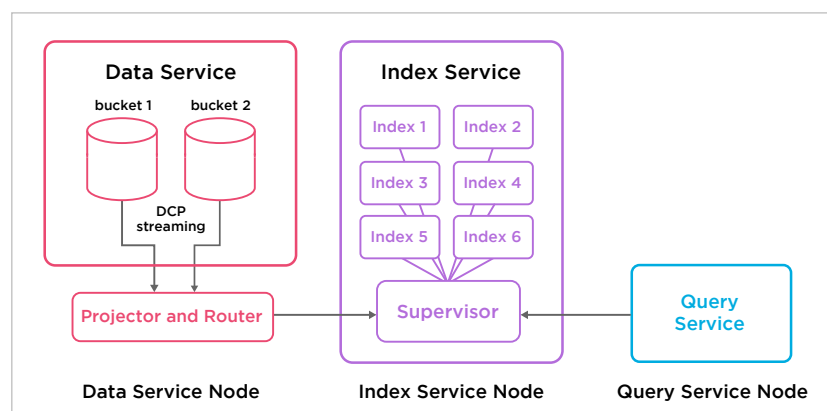 Data Service
bucket 1
bucket 2
DCP
streaming
Projector and Router
Data Service Node
Index Service
Index 1
Index 2
Index 3
Index 4
Index 5
Index 6
Supervisor
Index Service Node
Query
Service
Query Service Node